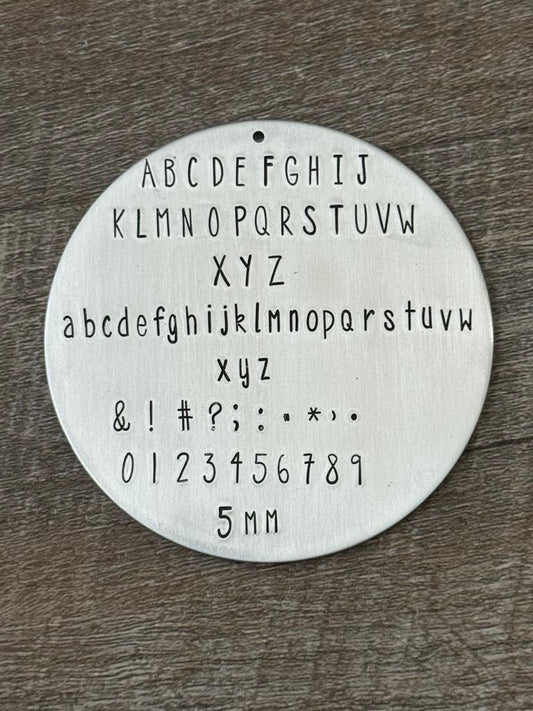 ABCDEFGHIJ
KLMNOPQRSTUVW
XYZ
abcdefghijklmnopqrstuvw
xyz
&!#?;:-*,.
0123456789
5MM